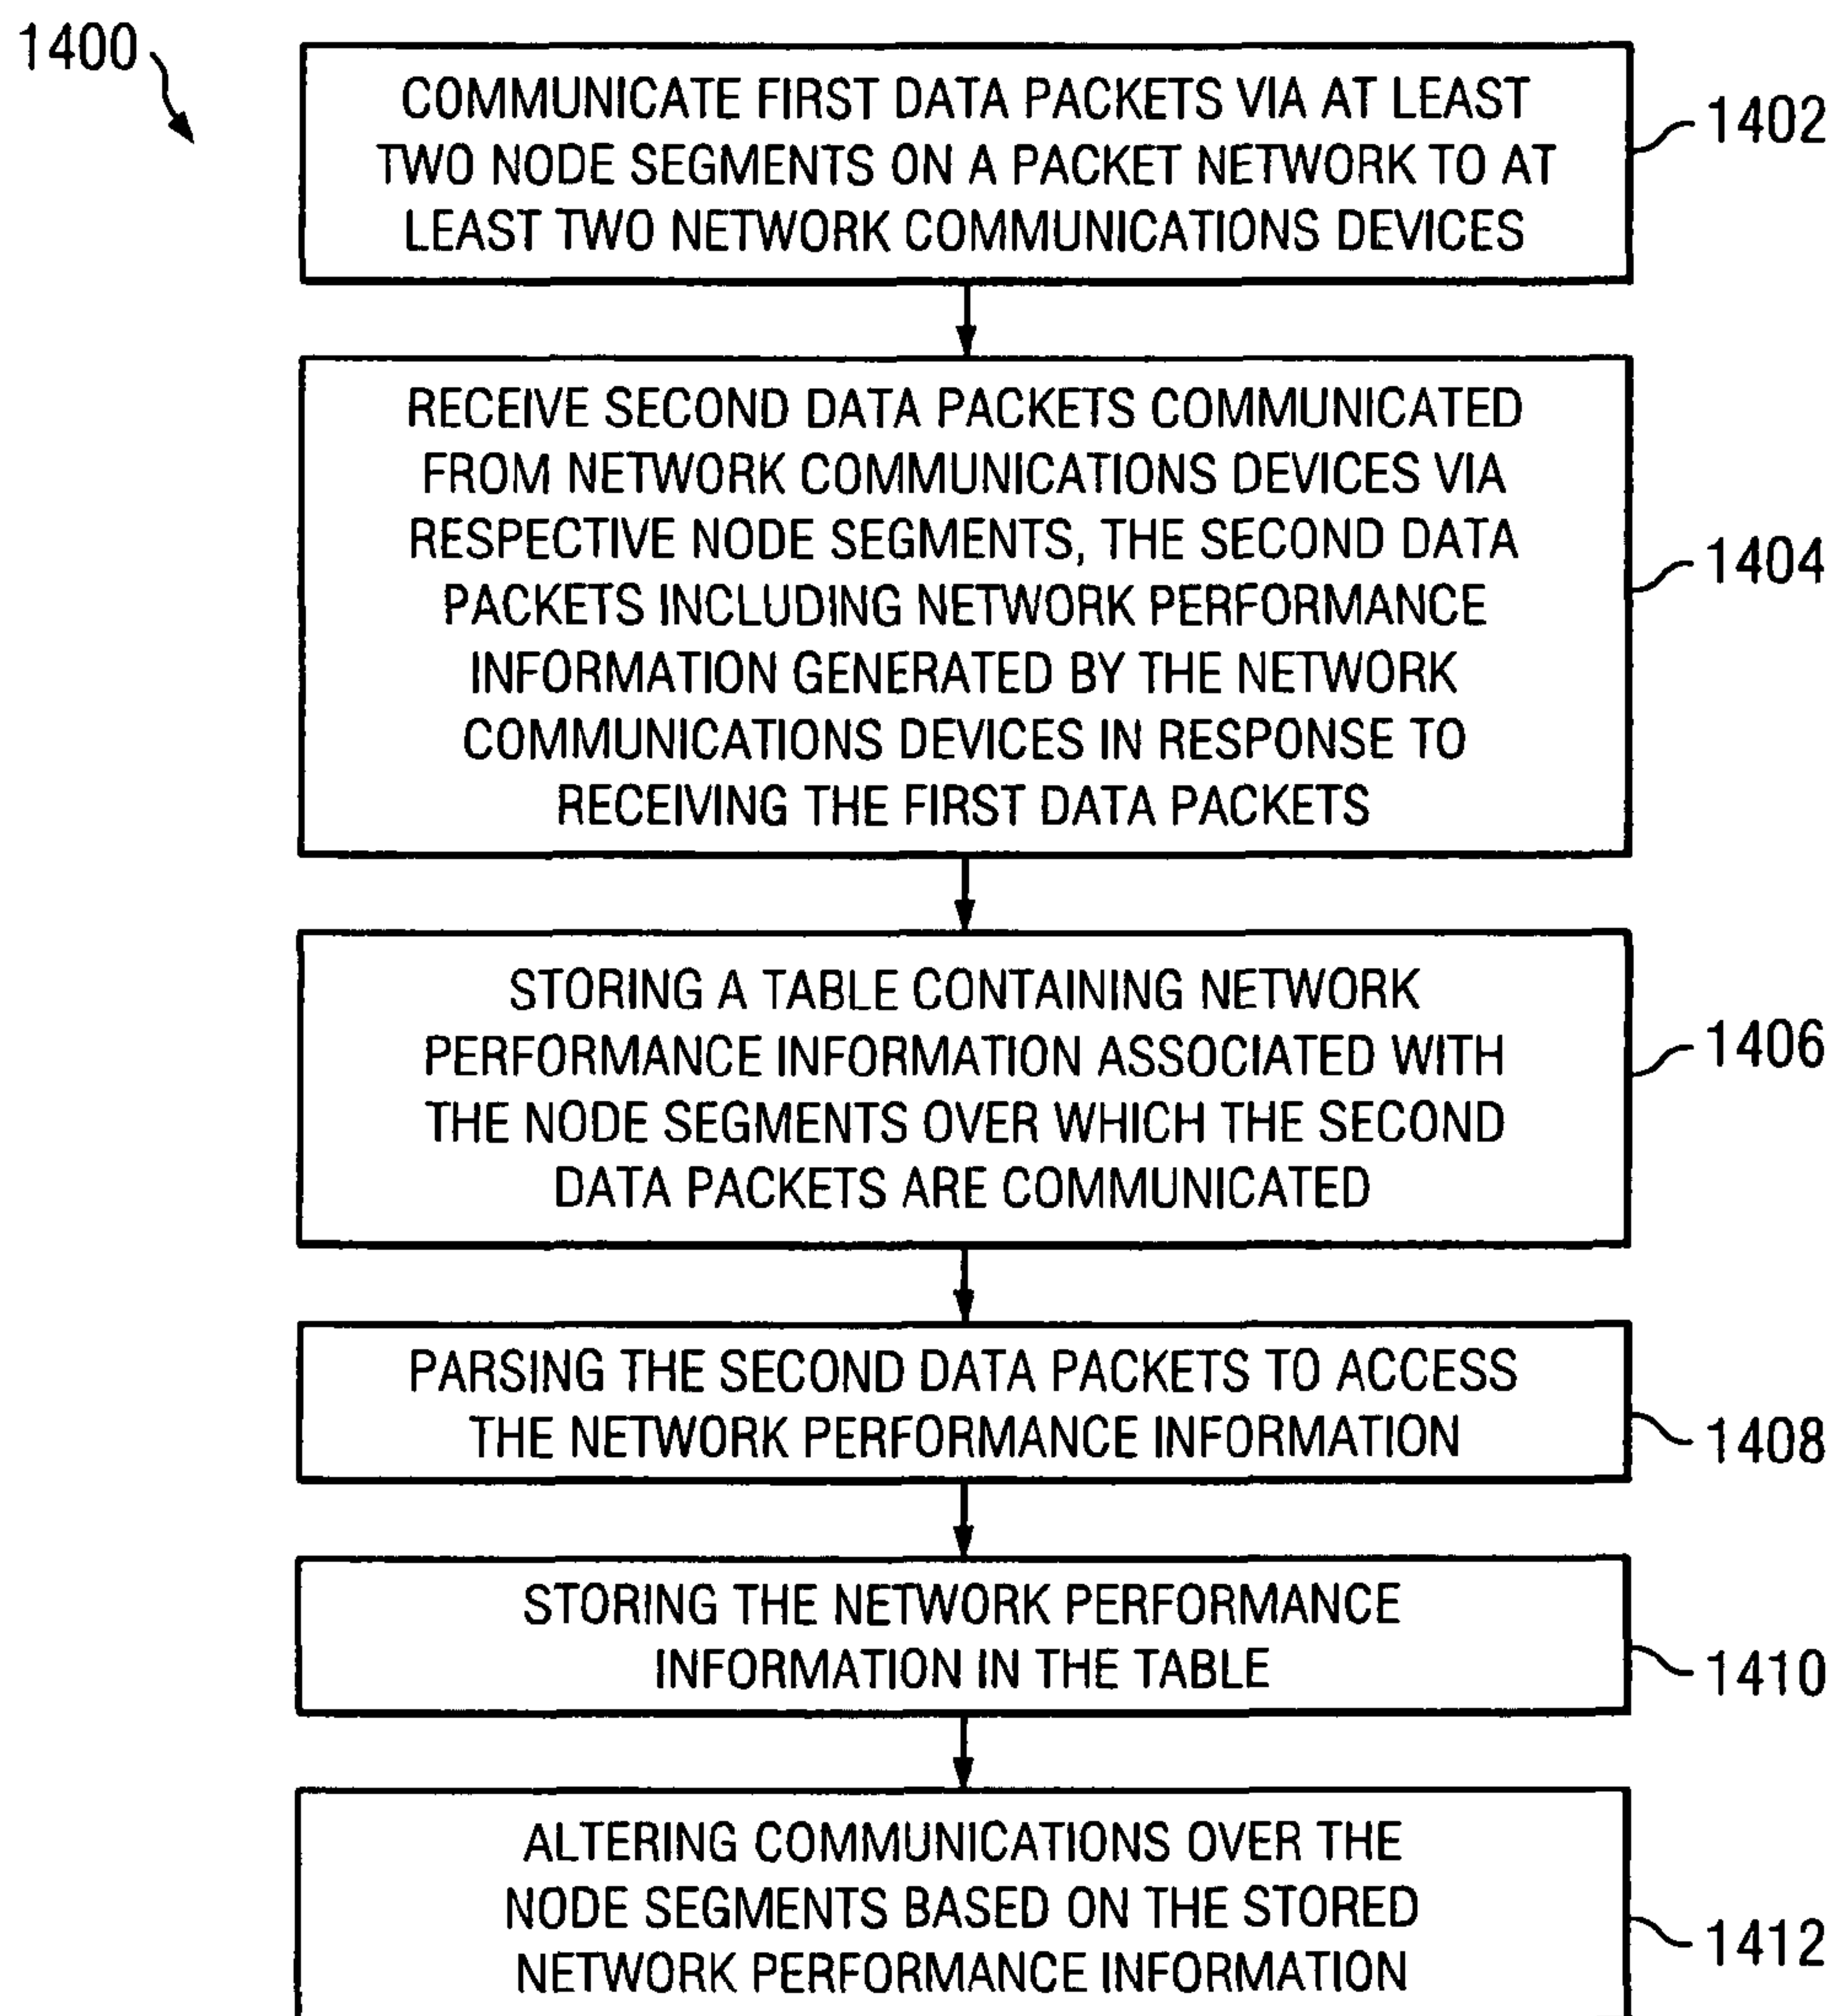 1400
COMMUNICATE FIRST DATA PACKETS VIA AT LEAST
TWO NODE SEGMENTS ON A PACKET NETWORK TO AT
LEAST TWO NETWORK COMMUNICATIONS DEVICES
1402
RECEIVE SECOND DATA PACKETS COMMUNICATED
FROM NETWORK COMMUNICATIONS DEVICES VIA
RESPECTIVE NODE SEGMENTS, THE SECOND DATA
PACKETS INCLUDING NETWORK PERFORMANCE
INFORMATION GENERATED BY THE NETWORK
COMMUNICATIONS DEVICES IN RESPONSE TO
RECEIVING THE FIRST DATA PACKETS
1404
STORING A TABLE CONTAINING NETWORK
PERFORMANCE INFORMATION ASSOCIATED WITH
THE NODE SEGMENTS OVER WHICH THE SECOND
DATA PACKETS ARE COMMUNICATED
1406
PARSING THE SECOND DATA PACKETS TO ACCESS
THE NETWORK PERFORMANCE INFORMATION
1408
STORING THE NETWORK PERFORMANCE
INFORMATION IN THE TABLE
1410
ALTERING COMMUNICATIONS OVER THE
NODE SEGMENTS BASED ON THE STORED
NETWORK PERFORMANCE INFORMATION
1412